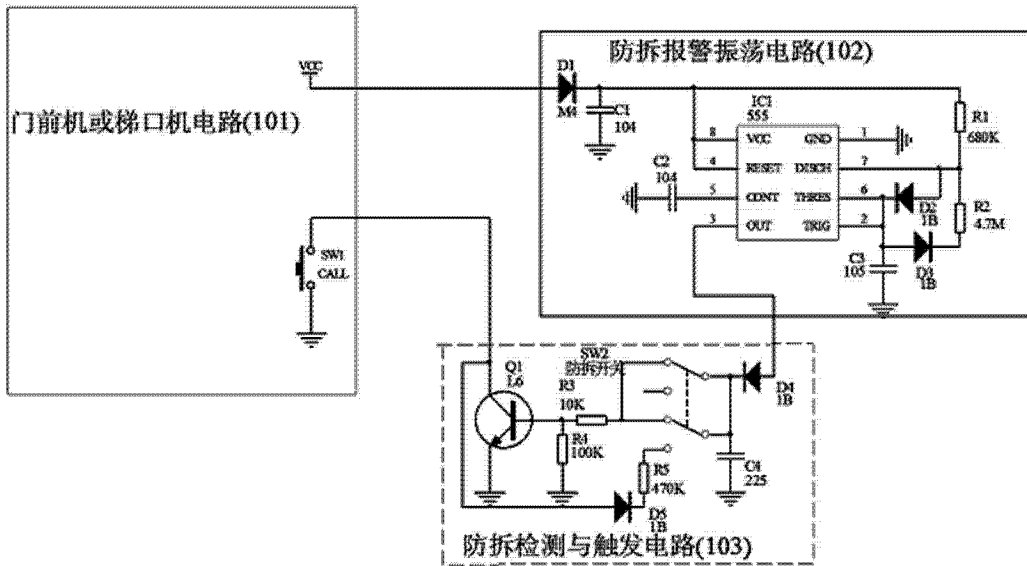 防拆报警振荡电路(102)
VCC
D1
M4
C1
104
IC1
555
R1
680K
门前机或梯口机电路(101)
8
VCC
GND
1
4
RESET
DISCH
7
C2
104
5
CONT
THRES
6
D2
1B
R2
4.7M
3
OUT
TRIG
2
C3
105
D3
1B
SW1
CALL
SW2
防拆开关
Q1
L6
R3
10K
D4
1B
R4
100K
R5
470K
C4
225
D5
1B
防拆检测与触发电路(103)